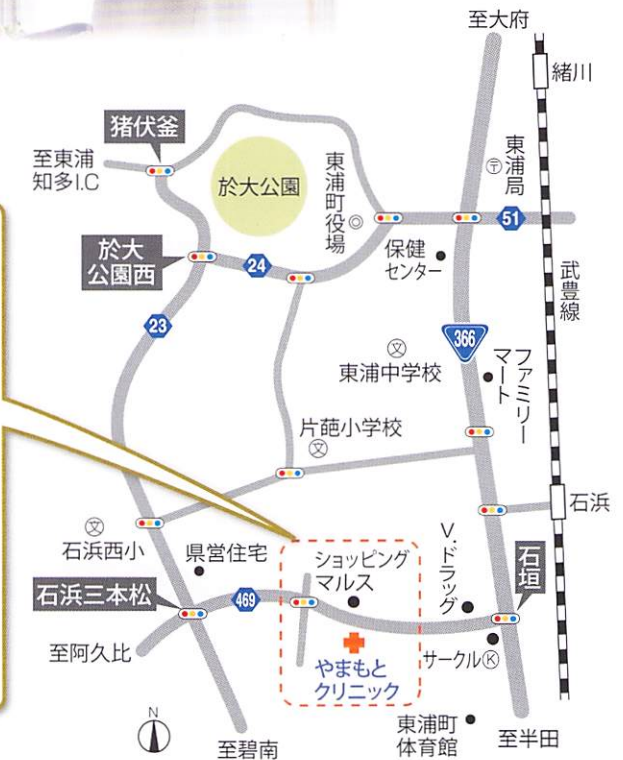 至大府
緒川
猪伏釜
至東浦
知多I.C
於大公園
東浦町役場
東浦局
〒
51
於大
公園西
24
保健
センター
武豊線
23
366
東浦中学校
文
ファミリー
マート
片葩小学校
文
石浜
文
石浜西小
県営住宅
ショッピング
マルス
V.ドラッグ
石垣
石浜三本松
469
至阿久比
やまもと
クリニック
サークルⓀ
N
至碧南
東浦町
体育館
至半田